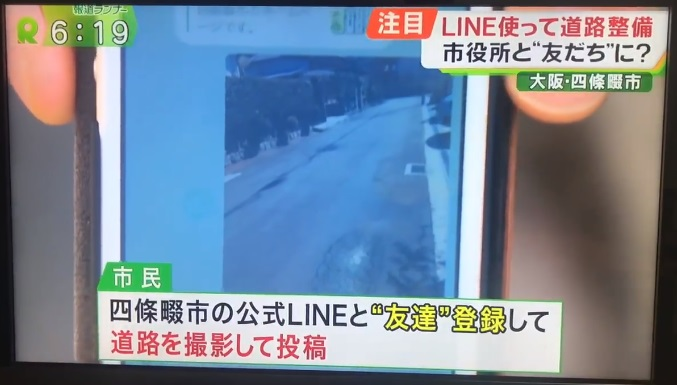 報道ランナー
6:19
注目
LINE使って道路整備
市役所と“友だち”に?
大阪・四條畷市
市民
四條畷市の公式LINEと“友達”登録して
道路を撮影して投稿